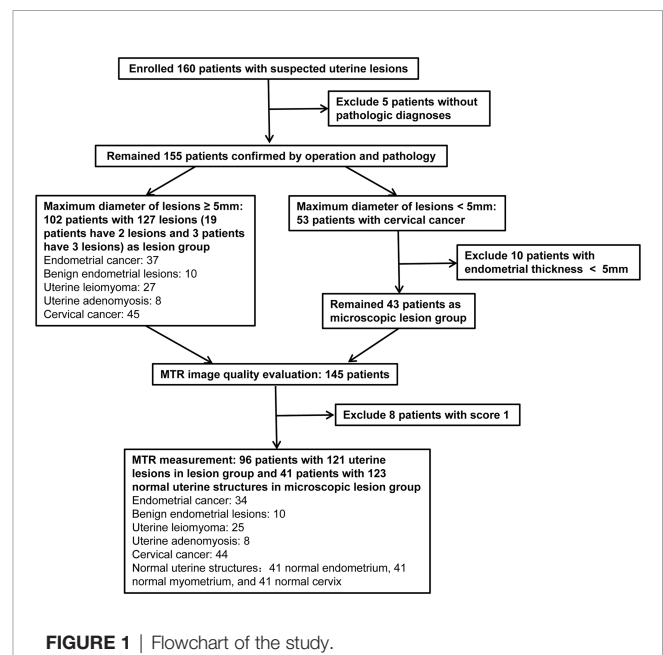 Enrolled 160 patients with suspected uterine lesions
Exclude 5 patients without
pathologic diagnoses
Remained 155 patients confirmed by operation and pathology
Maximum diameter of lesions ≥ 5mm:
102 patients with 127 lesions (19
patients have 2 lesions and 3 patients
have 3 lesions) as lesion group
Endometrial cancer: 37
Benign endometrial lesions: 10
Uterine leiomyoma: 27
Uterine adenomyosis: 8
Cervical cancer: 45
Maximum diameter of lesions < 5mm:
53 patients with cervical cancer
Exclude 10 patients with
endometrial thickness < 5mm
Remained 43 patients as
microscopic lesion group
MTR image quality evaluation: 145 patients
Exclude 8 patients with score 1
MTR measurement: 96 patients with 121 uterine
lesions in lesion group and 41 patients with 123
normal uterine structures in microscopic lesion group
Endometrial cancer: 34
Benign endometrial lesions: 10
Uterine leiomyoma: 25
Uterine adenomyosis: 8
Cervical cancer: 44
Normal uterine structures: 41 normal endometrium, 41
normal myometrium, and 41 normal cervix
FIGURE 1 | Flowchart of the study.